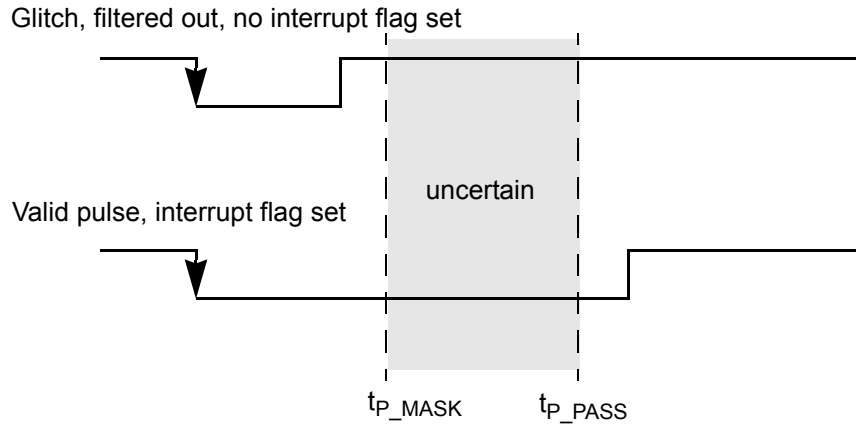 Glitch, filtered out, no interrupt flag set
uncertain
Valid pulse, interrupt flag set
tP_MASK tP_PASS